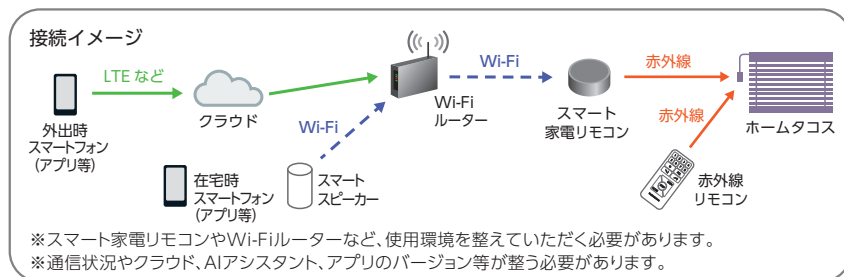 接続イメージ
LTE など
Wi-Fi
赤外線
クラウド
Wi-Fi
Wi-Fi
ルーター
スマート
家電リモコン
赤外線
ホームタコス
外出時
スマートフォン
(アプリ等)
在宅時
スマートフォン
(アプリ等)
スマート
スピーカー
赤外線
リモコン
※スマート家電リモコンやWi-Fiルーターなど、使用環境を整えていただく必要があります。
※通信状況やクラウド、AIアシスタント、アプリのバージョン等が整う必要があります。